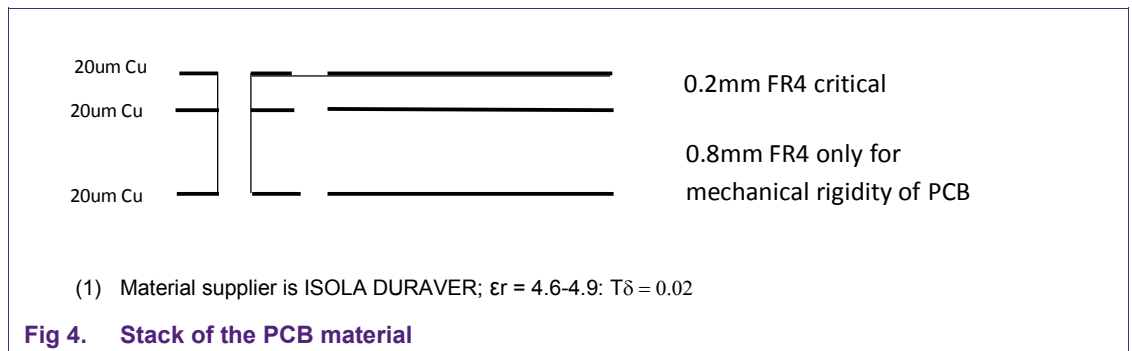 20um Cu
0.2mm FR4 critical
20um Cu
0.8mm FR4 only for
mechanical rigidity of PCB
20um Cu
(1) Material supplier is ISOLA DURAVER; εr = 4.6-4.9: Tδ = 0.02
Fig 4. Stack of the PCB material